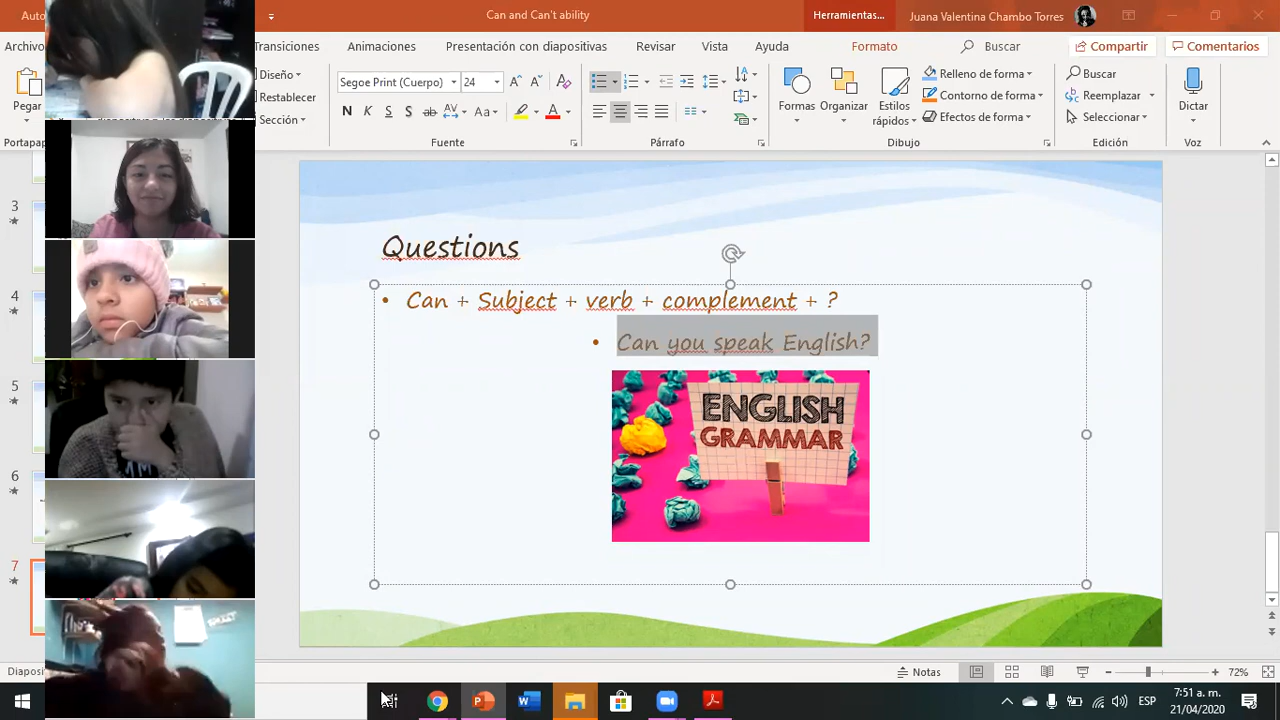 Can and Can't ability
Herramientas...
Juana Valentina Chambo Torres
Archivo
Transiciones
Animaciones
Presentación con diapositivas
Revisar
Vista
Ayuda
Formato
Buscar
Compartir
Comentarios
Pegar
Diseño
Restablecer
Sección
Segoe Print (Cuerpo)
24
N K S S ab AV Aa A
Formas
Organizar
Estilos
rápidos
Relleno de forma
Contorno de forma
Efectos de forma
Buscar
Reemplazar
Seleccionar
Dictar
Fuente
Párrafo
Dibujo
Edición
Voz
3
4
5
6
7
Questions
• Can + Subject + verb + complement + ?
• Can you speak English?
ENGLISH
GRAMMAR
Notas
72%
ESP
7:51 a. m.
21/04/2020